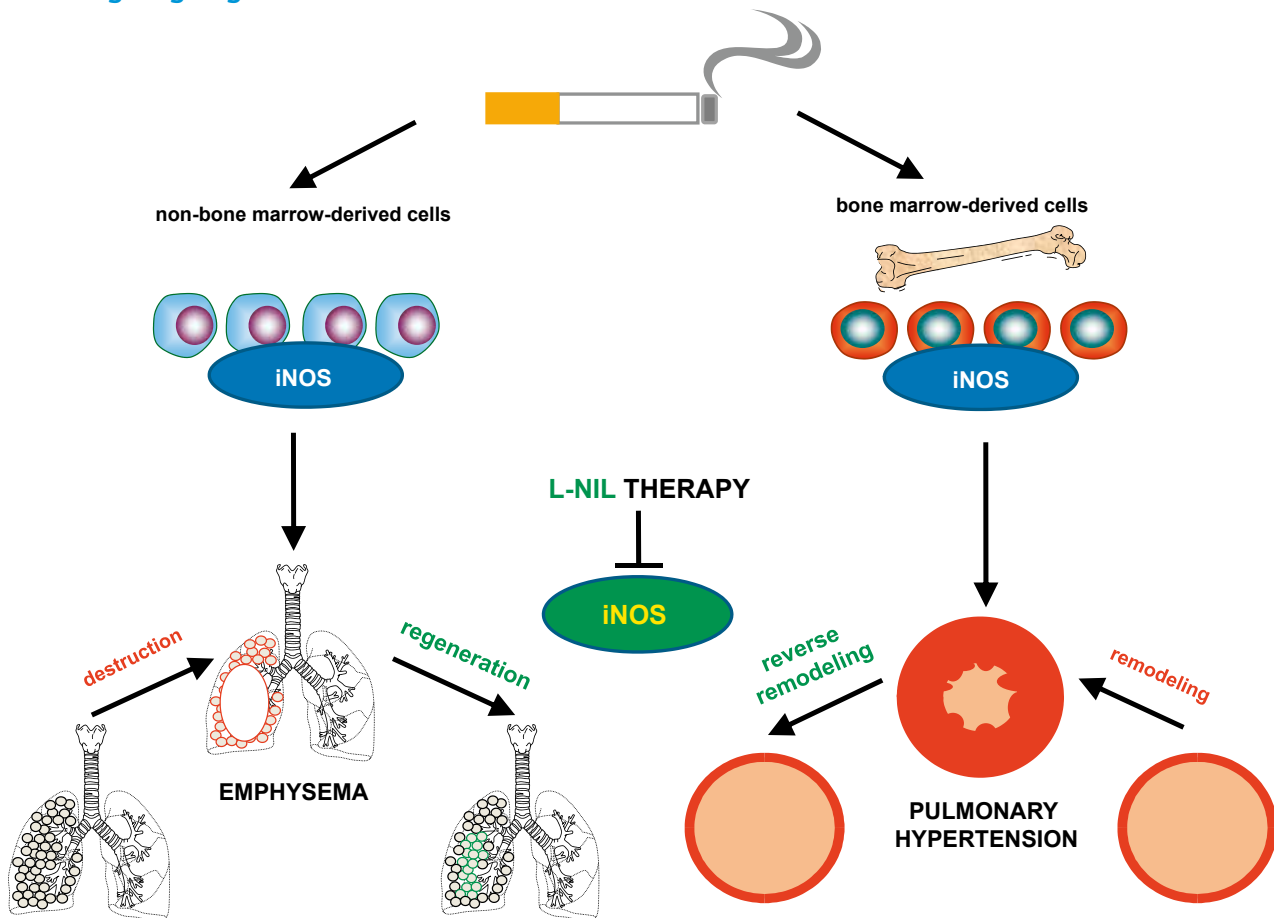 non-bone marrow-derived cells
bone marrow-derived cells
iNOS
iNOS
L-NIL THERAPY
iNOS
destruction
regeneration
reverse
remodeling
remodeling
EMPHYSEMA
PULMONARY
HYPERTENSION